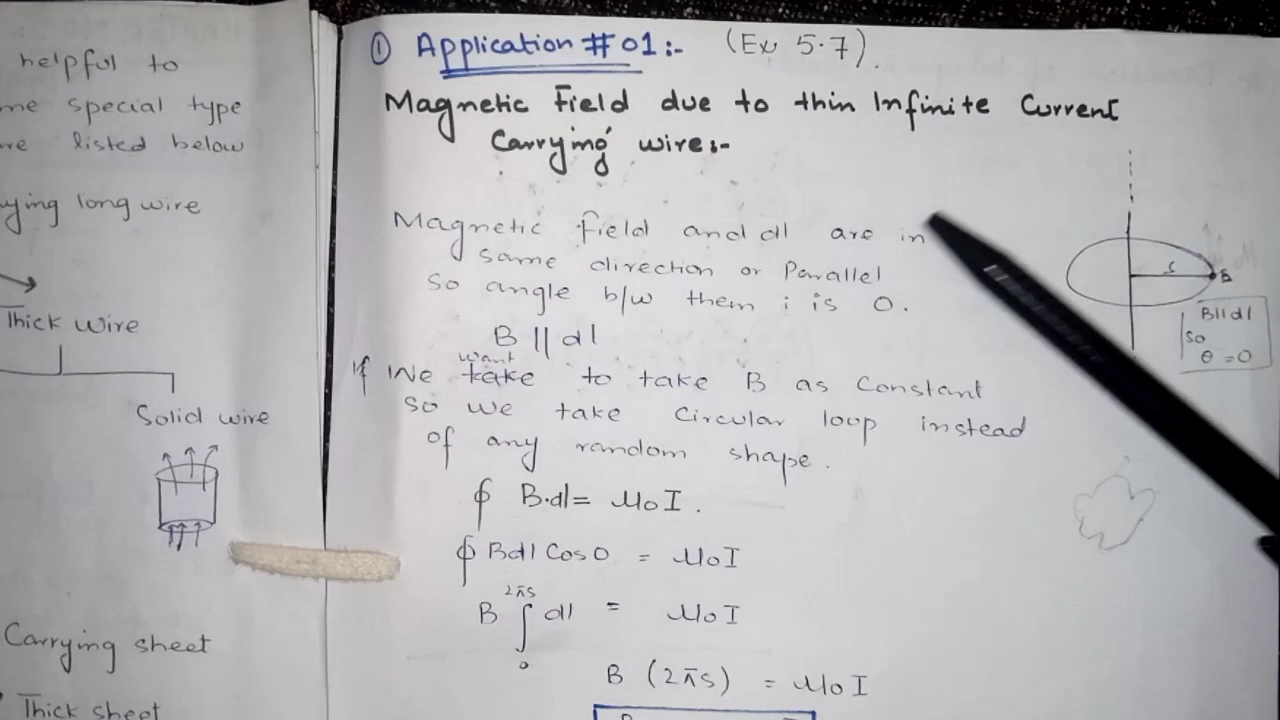 helpful to
me special type
re listed below
ying long wire
Thick Wire
Solid wire
Carrying sheet
Thick sheet
① Application # 01:- (Ex 5.7).
Magnetic Field due to thin Infinite Current
Carrying wire:-
Magnetic field and dl are in
same direction or Parallel
so angle b/w them i is 0.
B || dl
want
If We take to take B as Constant
so we take Circular loop instead
of any random shape.
∮ B.dl = μ₀I.
∮ Bdl Cos0 = μ₀I
B ∫₀²πˢ dl = μ₀I
B (2πs) = μ₀I
s
B
B||dl
so
θ = 0